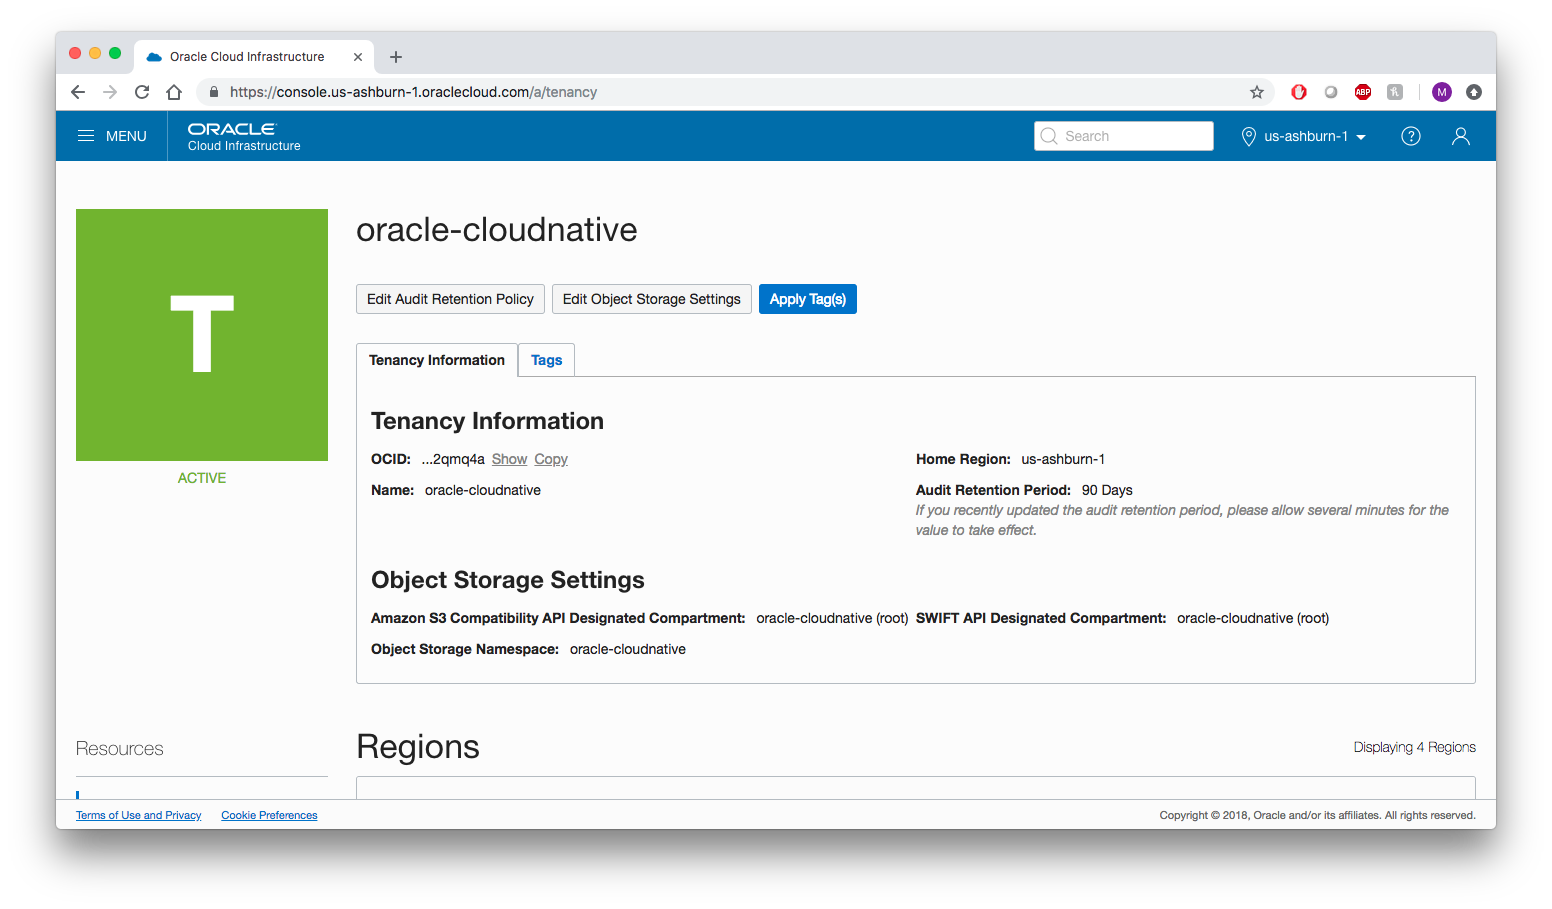 Oracle Cloud Infrastructure
https://console.us-ashburn-1.oraclecloud.com/a/tenancy
ABP
M
MENU
ORACLE
Cloud Infrastructure
Search
us-ashburn-1
?
T
ACTIVE
oracle-cloudnative
Edit Audit Retention Policy
Edit Object Storage Settings
Apply Tag(s)
Tenancy Information
Tags
Tenancy Information
OCID: ...2qmq4a Show Copy
Home Region: us-ashburn-1
Name: oracle-cloudnative
Audit Retention Period: 90 Days
If you recently updated the audit retention period, please allow several minutes for the
value to take effect.
Object Storage Settings
Amazon S3 Compatibility API Designated Compartment: oracle-cloudnative (root)
SWIFT API Designated Compartment: oracle-cloudnative (root)
Object Storage Namespace: oracle-cloudnative
Resources
Regions
Displaying 4 Regions
Terms of Use and Privacy
Cookie Preferences
Copyright © 2018, Oracle and/or its affiliates. All rights reserved.